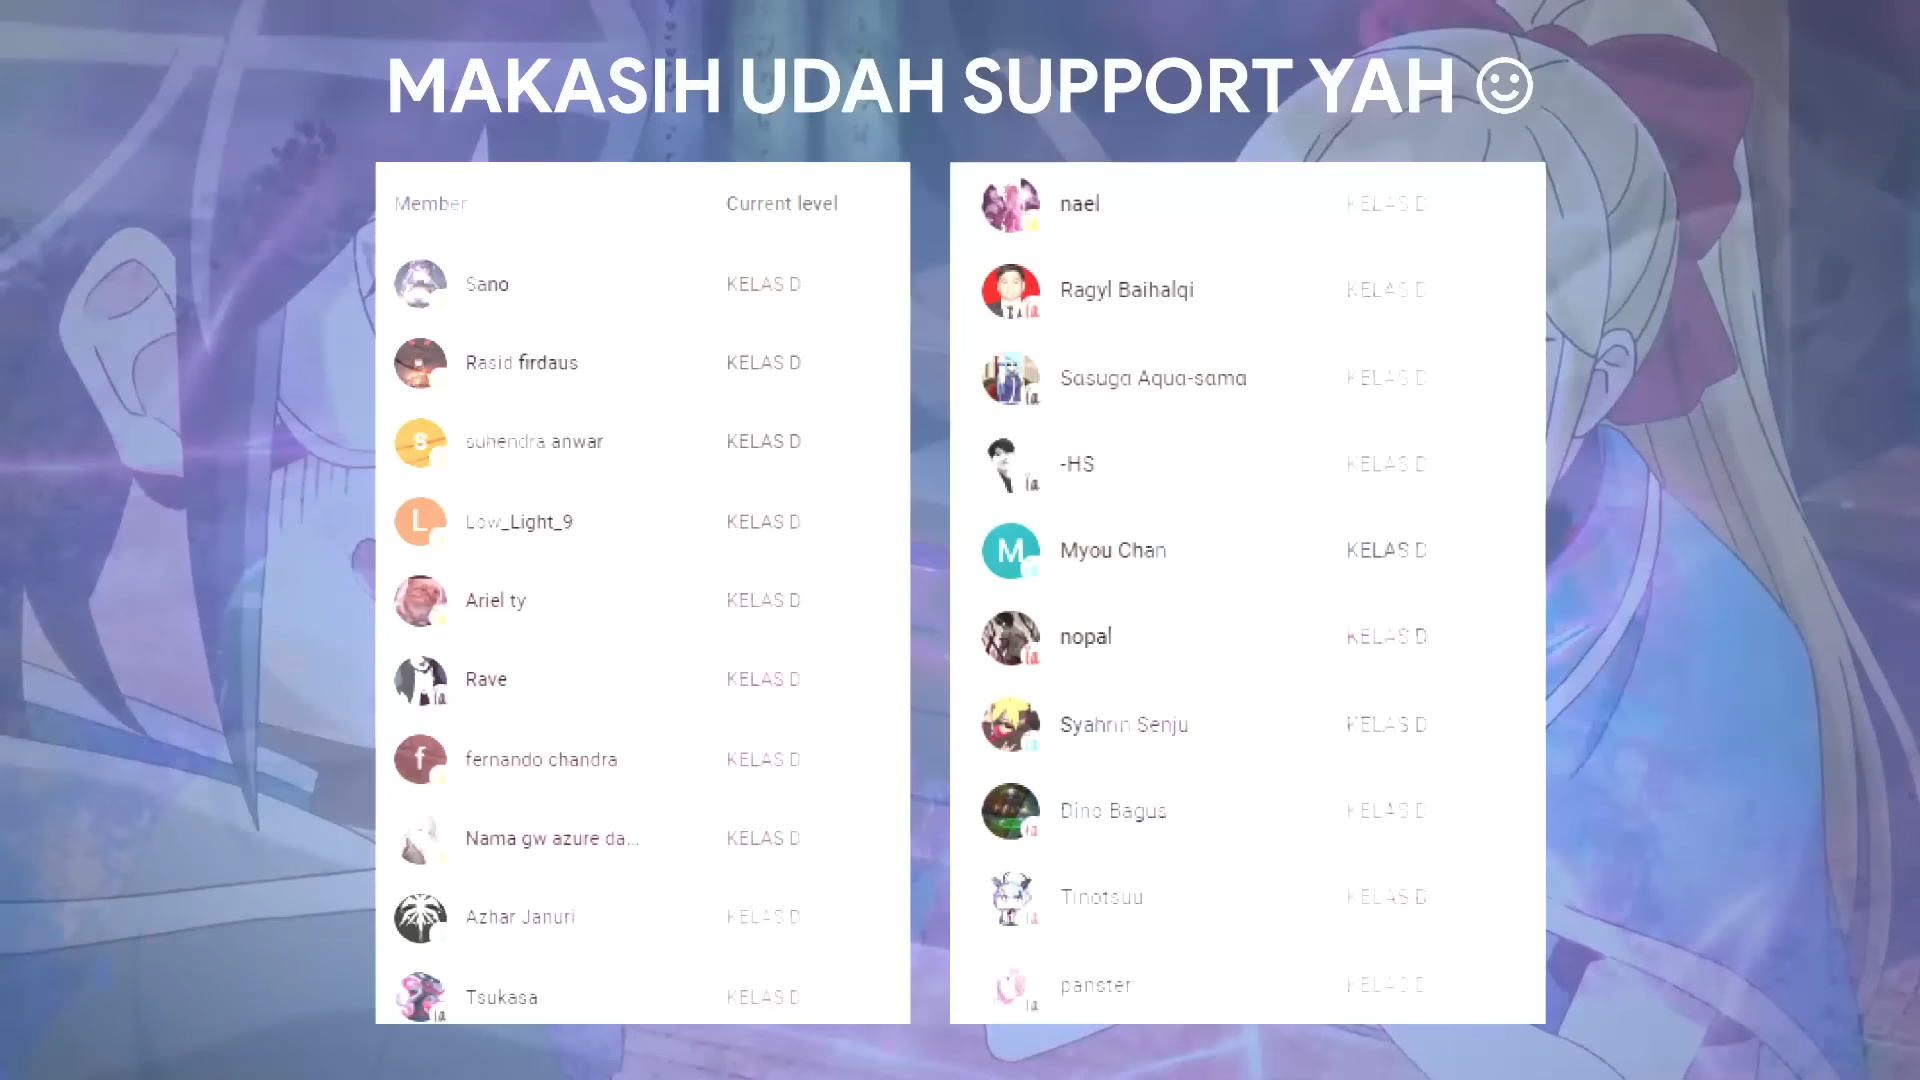 MAKASIH UDAH SUPPORT YAH
Member Current level
Sano KELAS D
Rasid firdaus KELAS D
S suhendra anwar KELAS D
L Low_Light_9 KELAS D
Ariel ty KELAS D
Rave KELAS D
f fernando chandra KELAS D
Nama gw azure da... KELAS D
Azhar Januri KELAS D
Tsukasa KELAS D
nael KELAS D
Ragyl Baihalqi KELAS D
Sasuga Aqua-sama KELAS D
-HS KELAS D
M Myou Chan KELAS D
nopal KELAS D
Syahrin Senju KELAS D
Dino Bagus KELAS D
Tinotsuu KELAS D
panster KELAS D